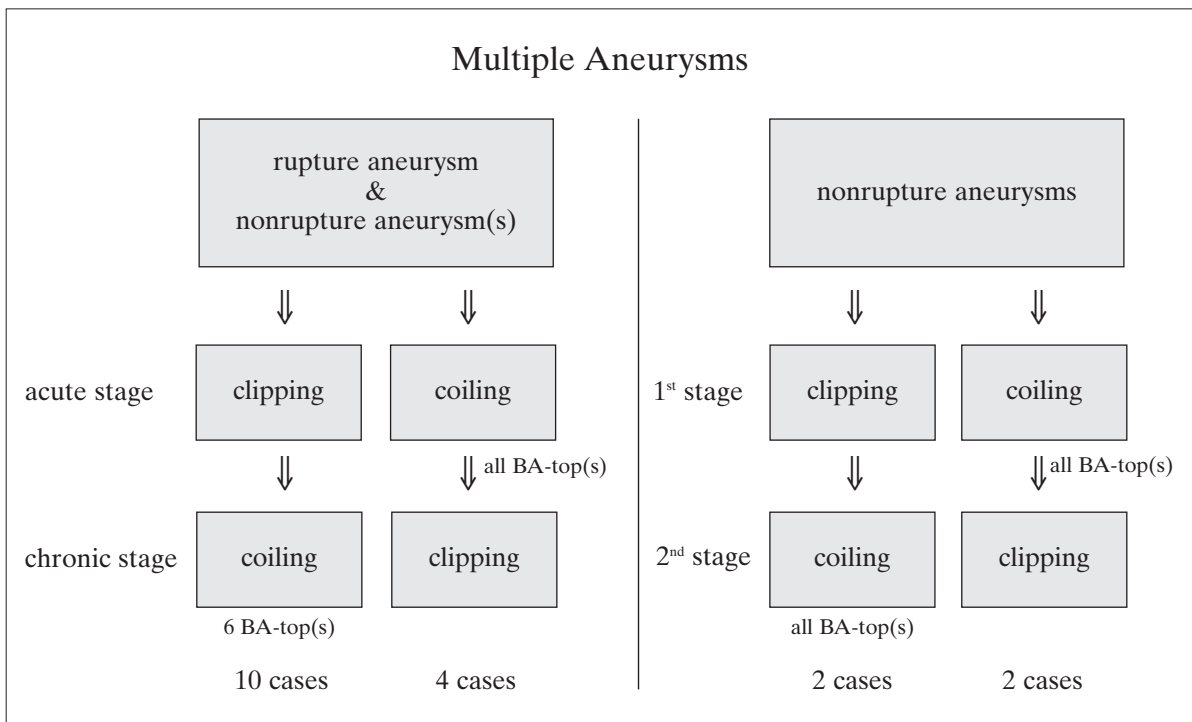 Multiple Aneurysms
rupture aneurysm
&
nonrupture aneurysm(s)
nonrupture aneurysms
acute stage
clipping
coiling
1st stage
clipping
coiling
all BA-top(s)
all BA-top(s)
chronic stage
coiling
clipping
2nd stage
coiling
clipping
6 BA-top(s)
all BA-top(s)
10 cases
4 cases
2 cases
2 cases